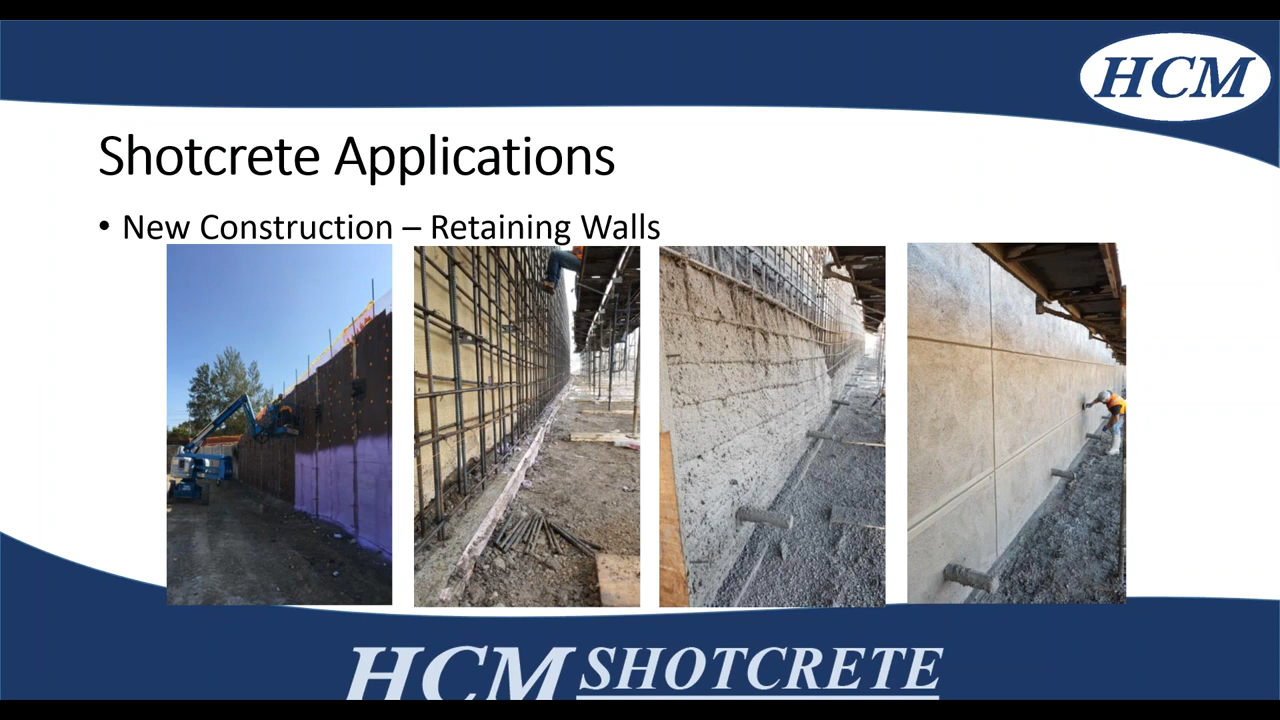 HCM
Shotcrete Applications
• New Construction – Retaining Walls
HCM SHOTCRETE